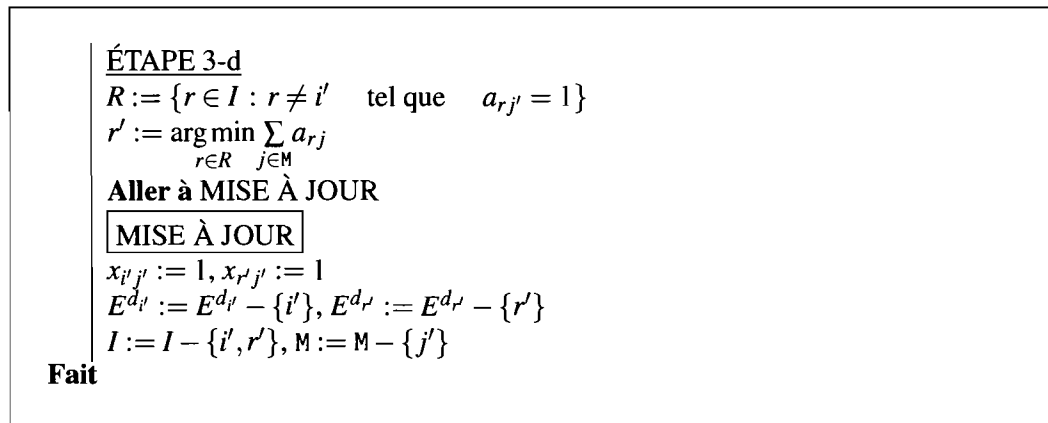 ÉTAPE 3-d
R := {r ∈ I : r ≠ i′ tel que a_{rj′} = 1}
r′ := arg min_{r∈R} ∑_{j∈M} a_{rj}
Aller à MISE À JOUR
MISE À JOUR
x_{i′j′} := 1, x_{r′j′} := 1
E^{d_{i′}} := E^{d_{i′}} − {i′}, E^{d_{r′}} := E^{d_{r′}} − {r′}
I := I − {i′, r′}, M := M − {j′}
Fait